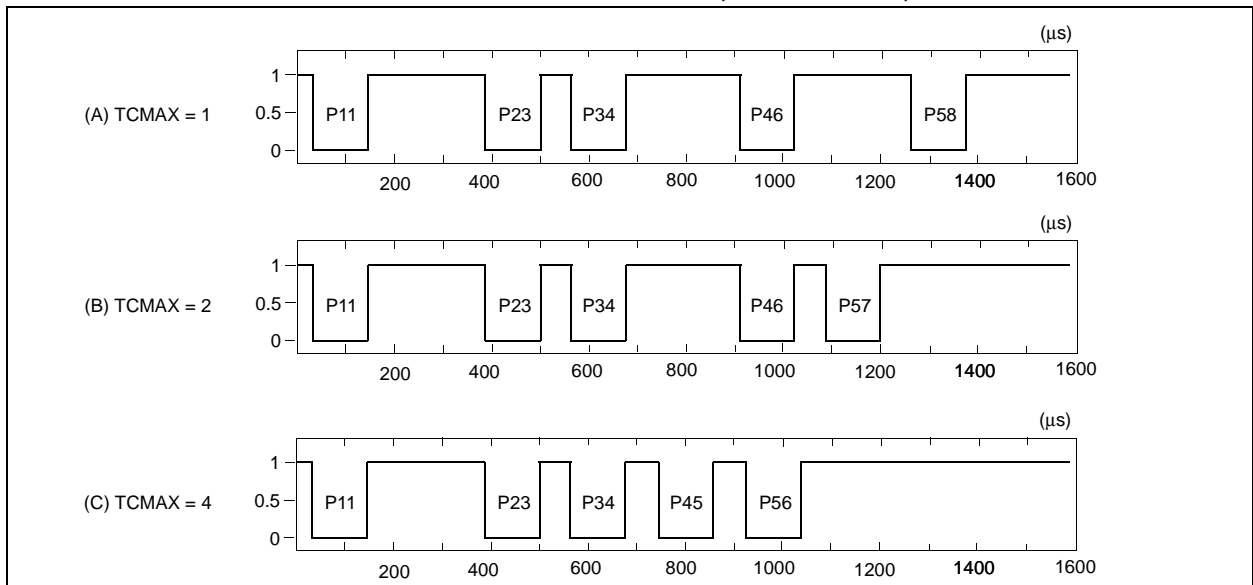 (μs)
1
(A) TCMAX = 1
0.5
P11
P23
P34
P46
P58
0
200
400
600
800
1000
1200
1400
1600
(μs)
1
(B) TCMAX = 2
0.5
P11
P23
P34
P46
P57
0
200
400
600
800
1000
1200
1400
1600
(μs)
1
(C) TCMAX = 4
0.5
P11
P23
P34
P45
P56
0
200
400
600
800
1000
1200
1400
1600